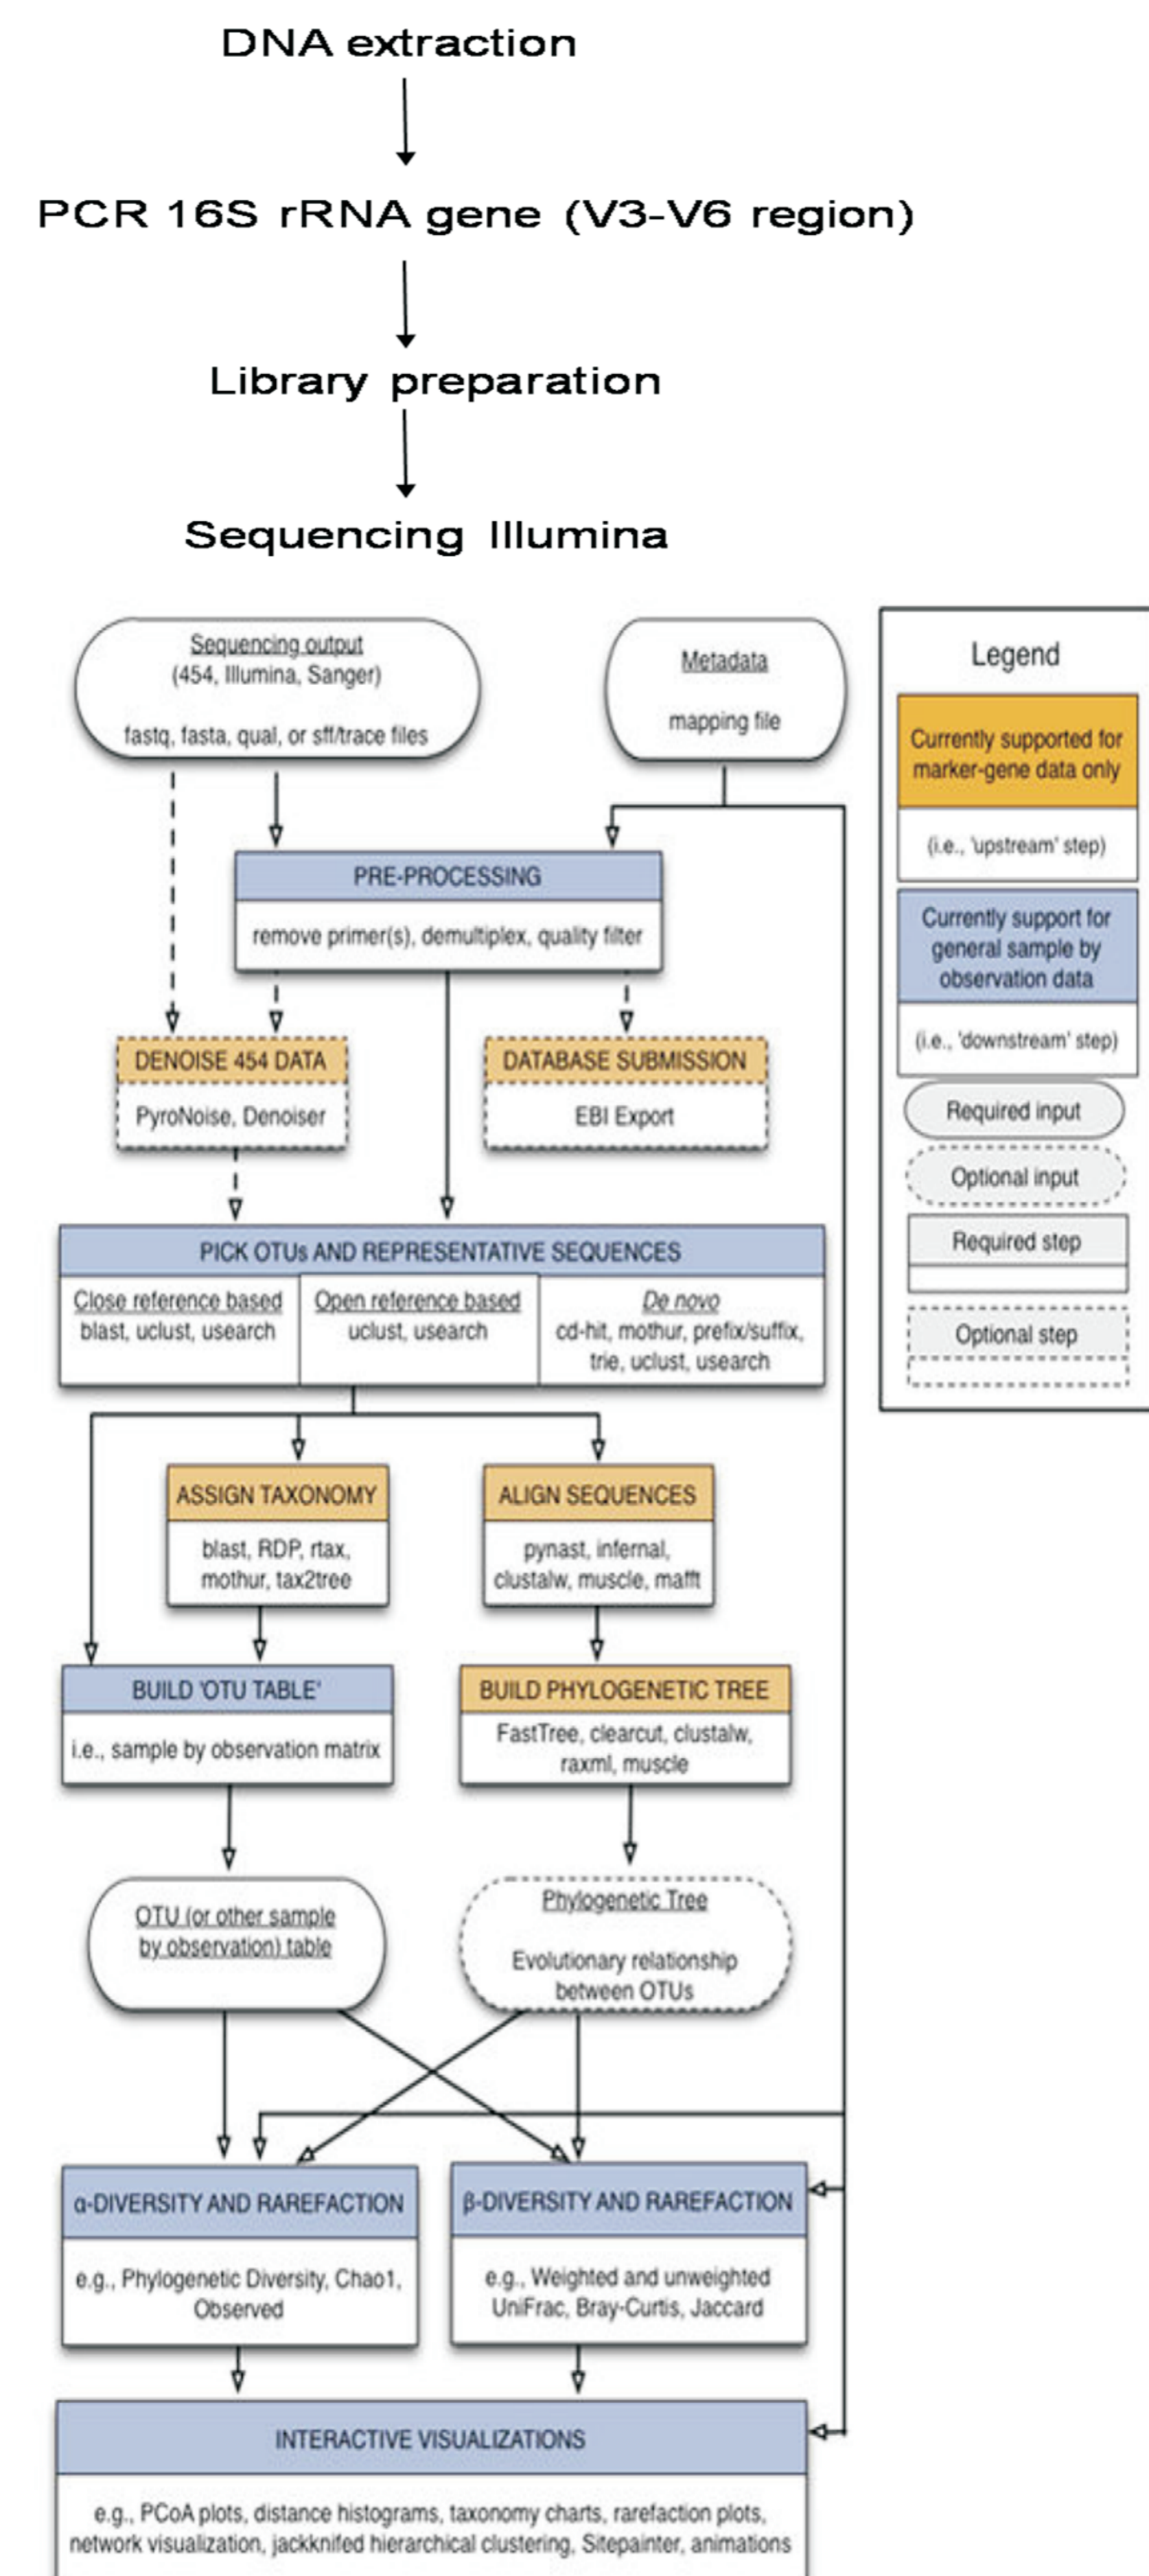 DNA extraction
PCR 16S rRNA gene (V3-V6 region)
Library preparation
Sequencing Illumina
Sequencing output
(454, Illumina, Sanger)
fastq, fasta, qual, or sff/trace files
Metadata
mapping file
Legend
Currently supported for
marker-gene data only
(i.e., 'upstream' step)
Currently support for
general sample by
observation data
(i.e., 'downstream' step)
Required input
Optional input
Required step
Optional step
PRE-PROCESSING
remove primer(s), demultiplex, quality filter
DENOISE 454 DATA
PyroNoise, Denoiser
DATABASE SUBMISSION
EBI Export
PICK OTUs AND REPRESENTATIVE SEQUENCES
Close reference based
blast, uclust, usearch
Open reference based
uclust, usearch
De novo
cd-hit, mothur, prefix/suffix,
trie, uclust, usearch
ASSIGN TAXONOMY
blast, RDP, rtax,
mothur, tax2tree
ALIGN SEQUENCES
pynast, infernal,
clustalw, muscle, mafft
BUILD 'OTU TABLE'
i.e., sample by observation matrix
BUILD PHYLOGENETIC TREE
FastTree, clearcut, clustalw,
raxml, muscle
OTU (or other sample
by observation) table
Phylogenetic Tree
Evolutionary relationship
between OTUs
α-DIVERSITY AND RAREFACTION
e.g., Phylogenetic Diversity, Chao1,
Observed
β-DIVERSITY AND RAREFACTION
e.g., Weighted and unweighted
UniFrac, Bray-Curtis, Jaccard
INTERACTIVE VISUALIZATIONS
e.g., PCoA plots, distance histograms, taxonomy charts, rarefaction plots,
network visualization, jackknifed hierarchical clustering, Sitepainter, animations